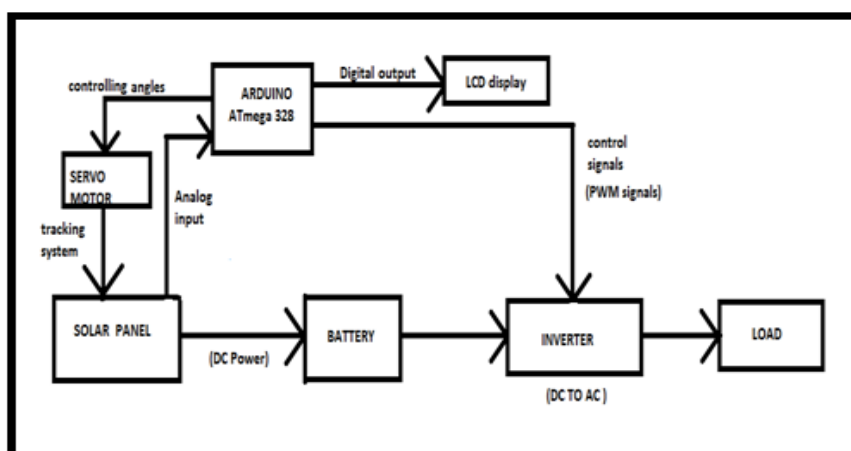 controlling angles
ARDUINO
ATmega 328
Digital output
LCD display
SERVO
MOTOR
Analog
input
control
signals
(PWM signals)
tracking
system
SOLAR PANEL
(DC Power)
BATTERY
INVERTER
(DC TO AC )
LOAD